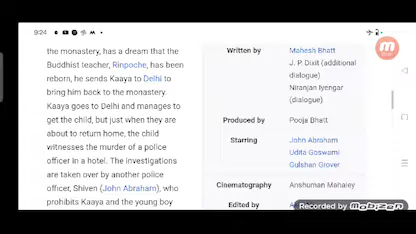 9:24
the monastery, has a dream that the
Buddhist teacher, Rinpoche, has been
reborn, he sends Kaaya to Delhi to
bring him back to the monastery.
Kaaya goes to Delhi and manages to
get the child, but just when they are
about to return home, the child
witnesses the murder of a police
officer in a hotel. The investigations
are taken over by another police
officer, Shiven (John Abraham), who
prohibits Kaaya and the young boy
Written by
Mahesh Bhatt
J. P. Dixit (additional
dialogue)
Niranjan Iyengar
(dialogue)
Produced by
Pooja Bhatt
Starring
John Abraham
Udita Goswami
Gulshan Grover
Cinematography
Anshuman Mahaley
Edited by
Recorded by Mobizen